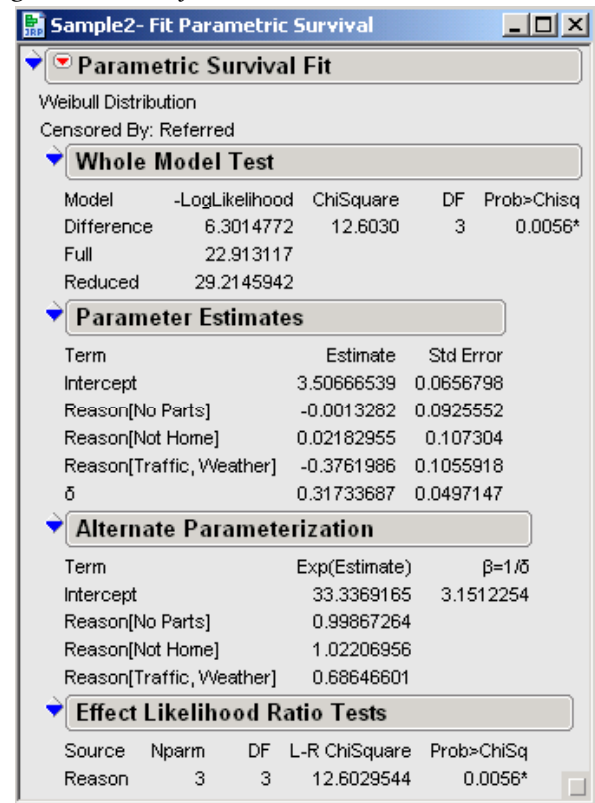 Sample2- Fit Parametric Survival
Parametric Survival Fit
Weibull Distribution
Censored By: Referred
Whole Model Test
Model -LogLikelihood ChiSquare DF Prob>Chisq
Difference 6.3014772 12.6030 3 0.0056*
Full 22.913117
Reduced 29.2145942
Parameter Estimates
Term Estimate Std Error
Intercept 3.50666539 0.0656798
Reason[No Parts] -0.0013282 0.0925552
Reason[Not Home] 0.02182955 0.107304
Reason[Traffic, Weather] -0.3761986 0.1055918
δ 0.31733687 0.0497147
Alternate Parameterization
Term Exp(Estimate) β=1/δ
Intercept 33.3369165 3.1512254
Reason[No Parts] 0.99867264
Reason[Not Home] 1.02206956
Reason[Traffic, Weather] 0.68646601
Effect Likelihood Ratio Tests
Source Nparm DF L-R ChiSquare Prob>ChiSq
Reason 3 3 12.6029544 0.0056*